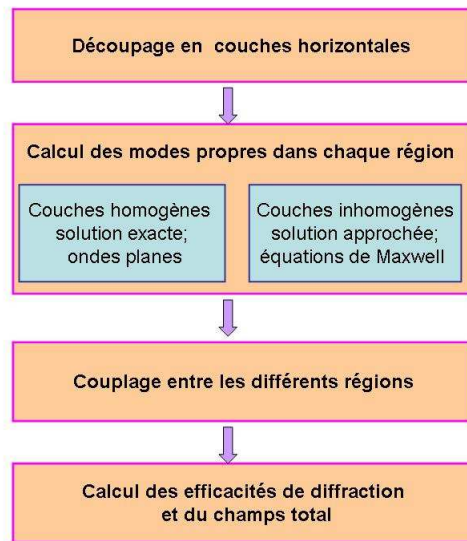 Découpage en couches horizontales
Calcul des modes propres dans chaque région
Couches homogènes
solution exacte;
ondes planes
Couches inhomogènes
solution approchée;
équations de Maxwell
Couplage entre les différents régions
Calcul des efficacités de diffraction
et du champs total